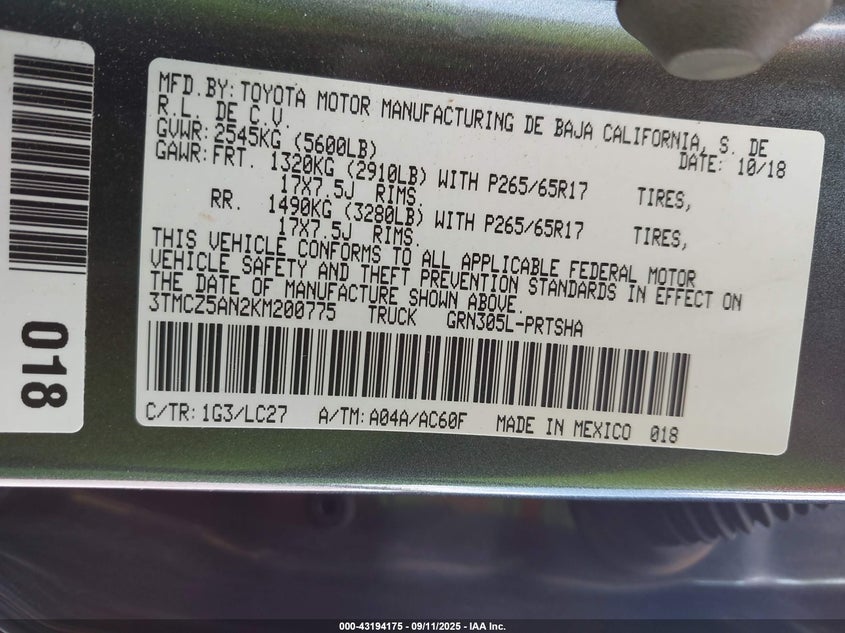 MFD. BY: TOYOTA MOTOR MANUFACTURING DE BAJA CALIFORNIA, S. DE
R.L. DE C.V.
DATE: 10/18
GVWR: 2545KG (5600LB)
GAWR: FRT. 1320KG (2910LB) WITH P265/65R17 TIRES,
17X7.5J RIMS.
RR. 1490KG (3280LB) WITH P265/65R17 TIRES,
17X7.5J RIMS.
THIS VEHICLE CONFORMS TO ALL APPLICABLE FEDERAL MOTOR
VEHICLE SAFETY AND THEFT PREVENTION STANDARDS IN EFFECT ON
THE DATE OF MANUFACTURE SHOWN ABOVE.
3TMCZ5AN2KM200775 TRUCK GRN305L-PRTSHA
C/TR: 1G3/LC27 A/TM: A04A/AC60F MADE IN MEXICO 018
018
000-43194175 - 09/11/2025 - IAA Inc.